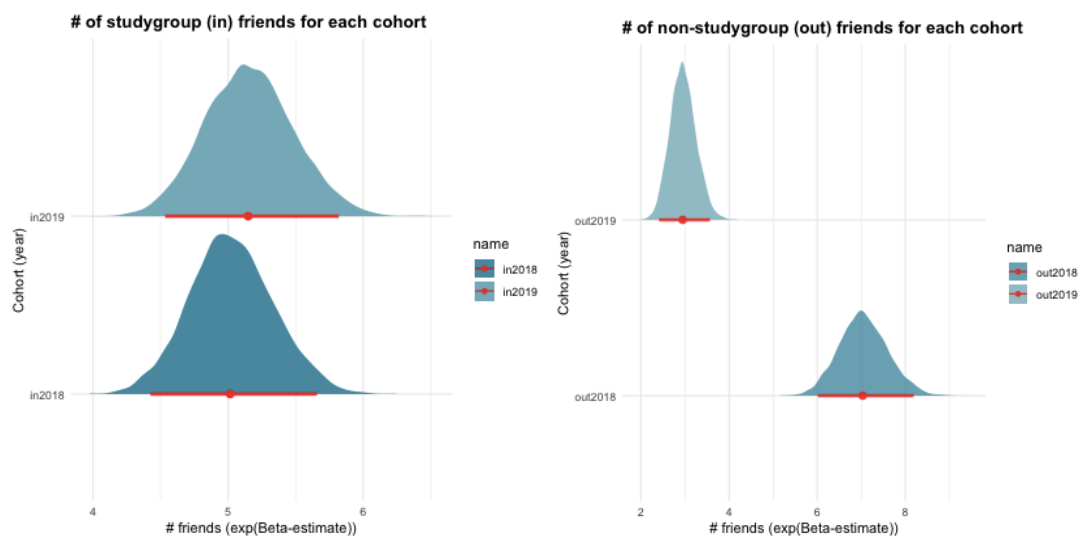 # of studygroup (in) friends for each cohort
Cohort (year)
in2019
in2018
4 5 6
# friends (exp(Beta-estimate))
name
in2018
in2019
# of non-studygroup (out) friends for each cohort
Cohort (year)
out2019
out2018
2 4 6 8
# friends (exp(Beta-estimate))
name
out2018
out2019